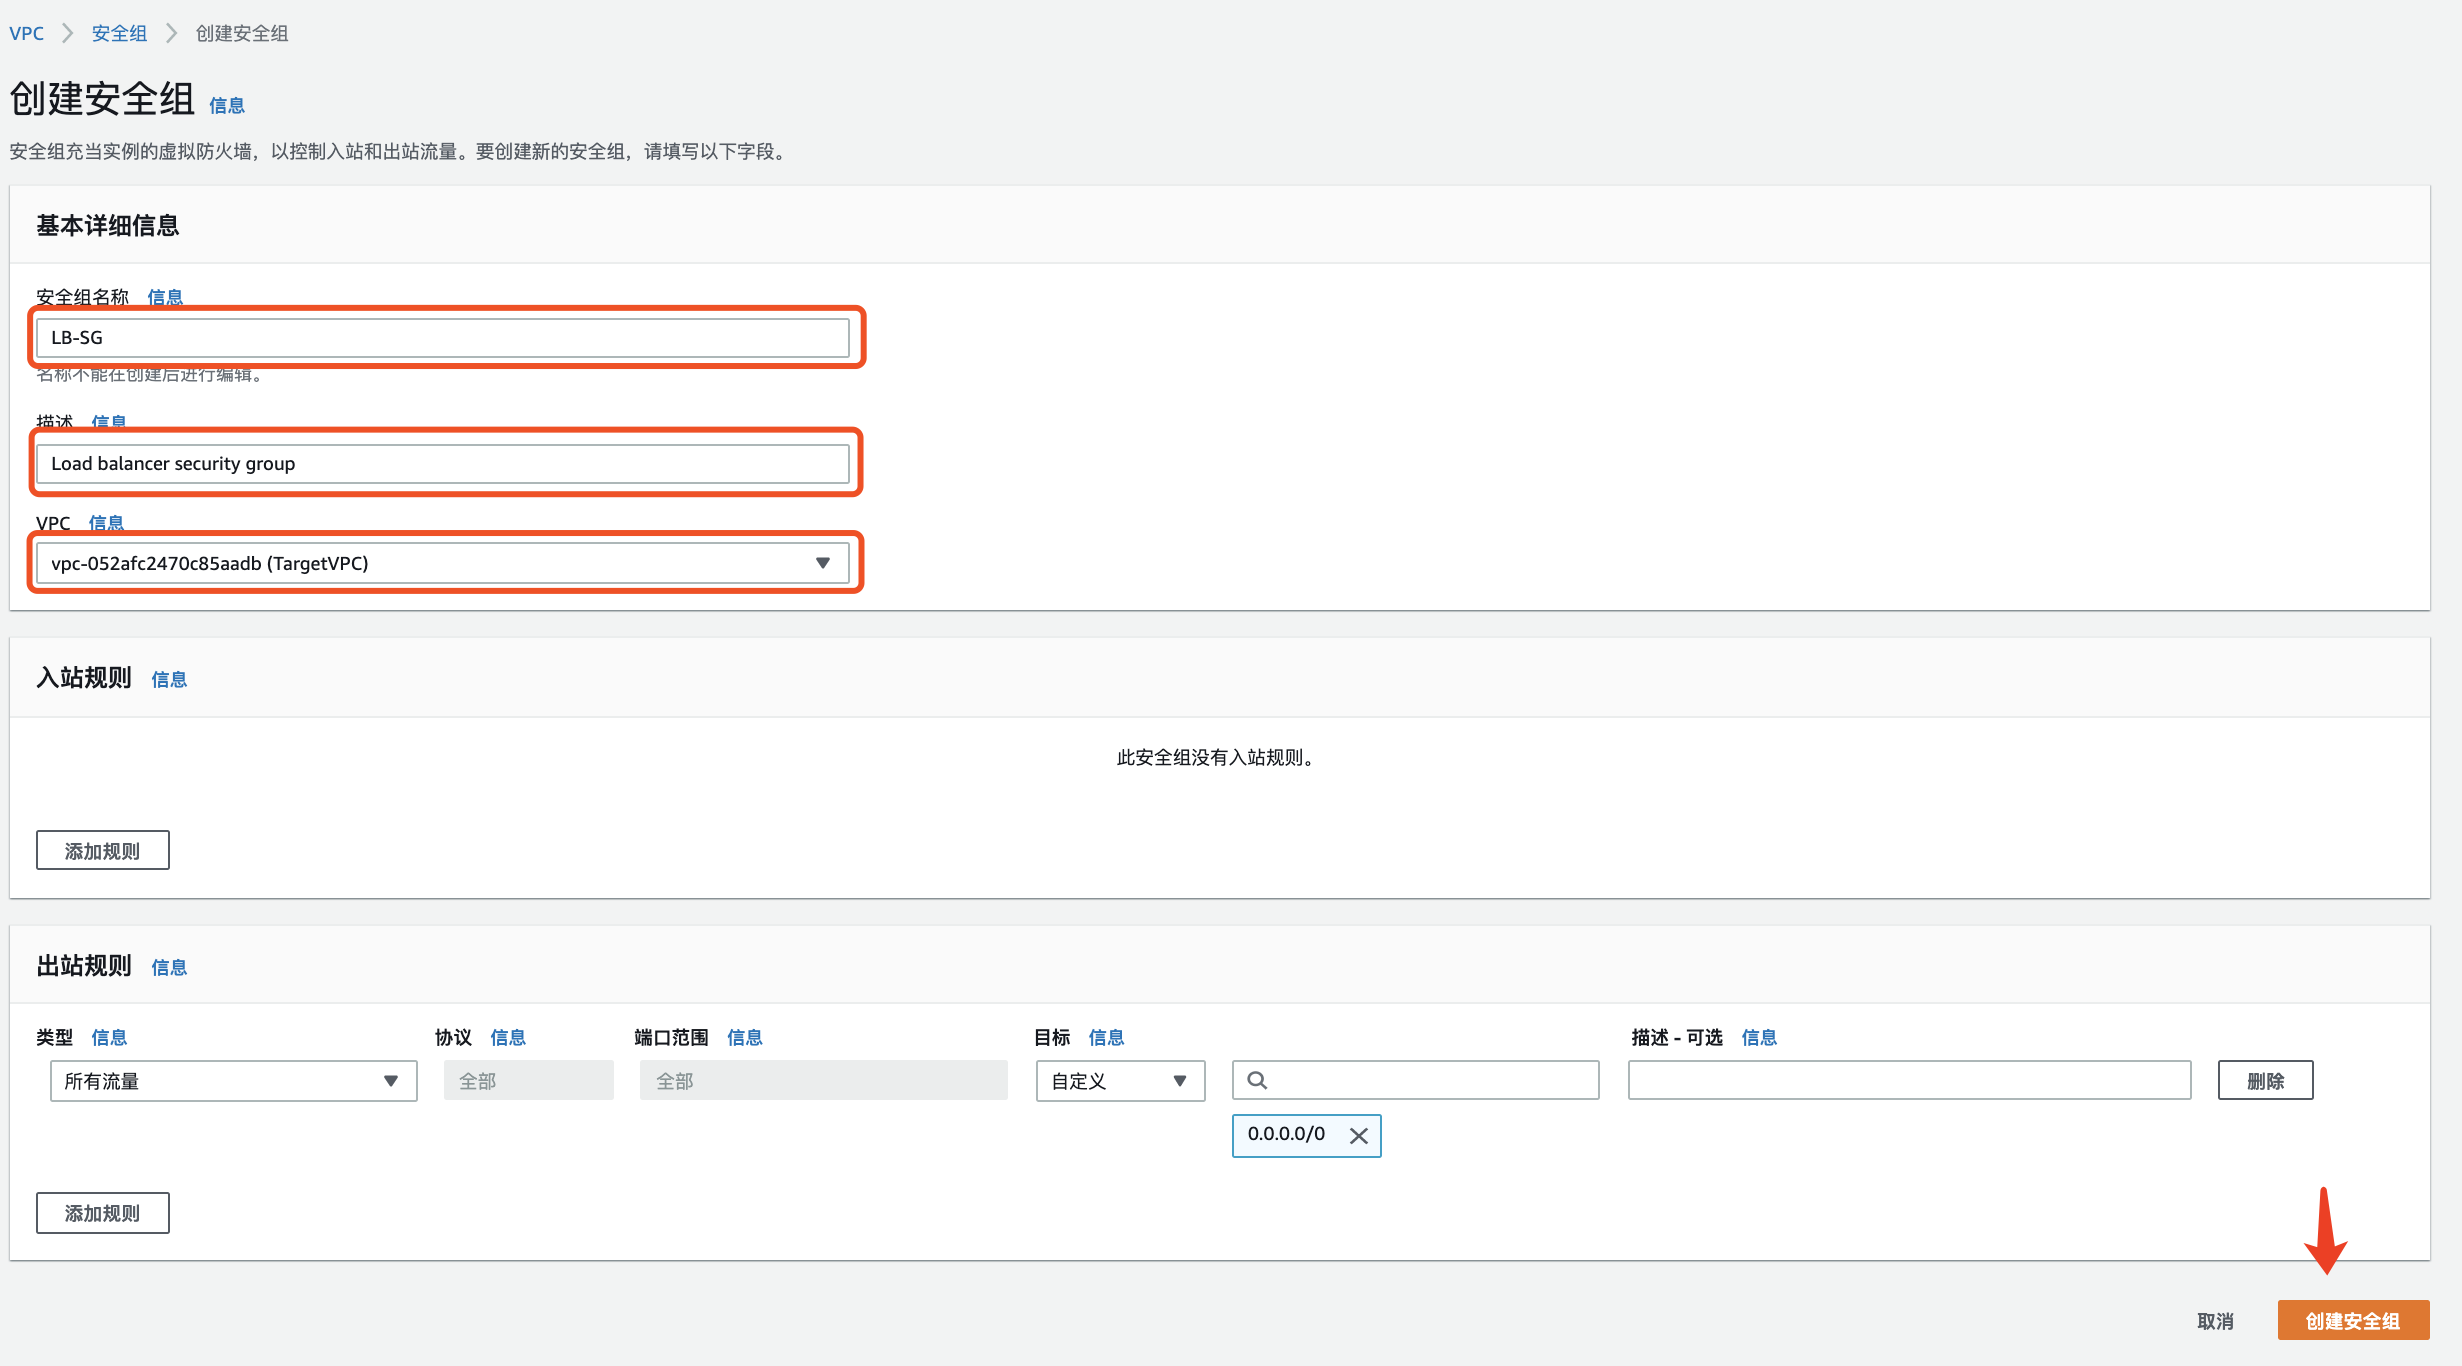 VPC 安全组 创建安全组
创建安全组 信息
安全组充当实例的虚拟防火墙，以控制入站和出站流量。要创建新的安全组，请填写以下字段。
基本详细信息
安全组名称 信息
LB-SG
名称不能在创建后进行编辑。
描述 信息
Load balancer security group
VPC 信息
vpc-052afc2470c85aadb (TargetVPC)
入站规则 信息
此安全组没有入站规则。
添加规则
出站规则 信息
类型 信息 协议 信息 端口范围 信息 目标 信息 描述 - 可选 信息
所有流量 全部 全部 自定义 删除
0.0.0.0/0
添加规则
取消 创建安全组